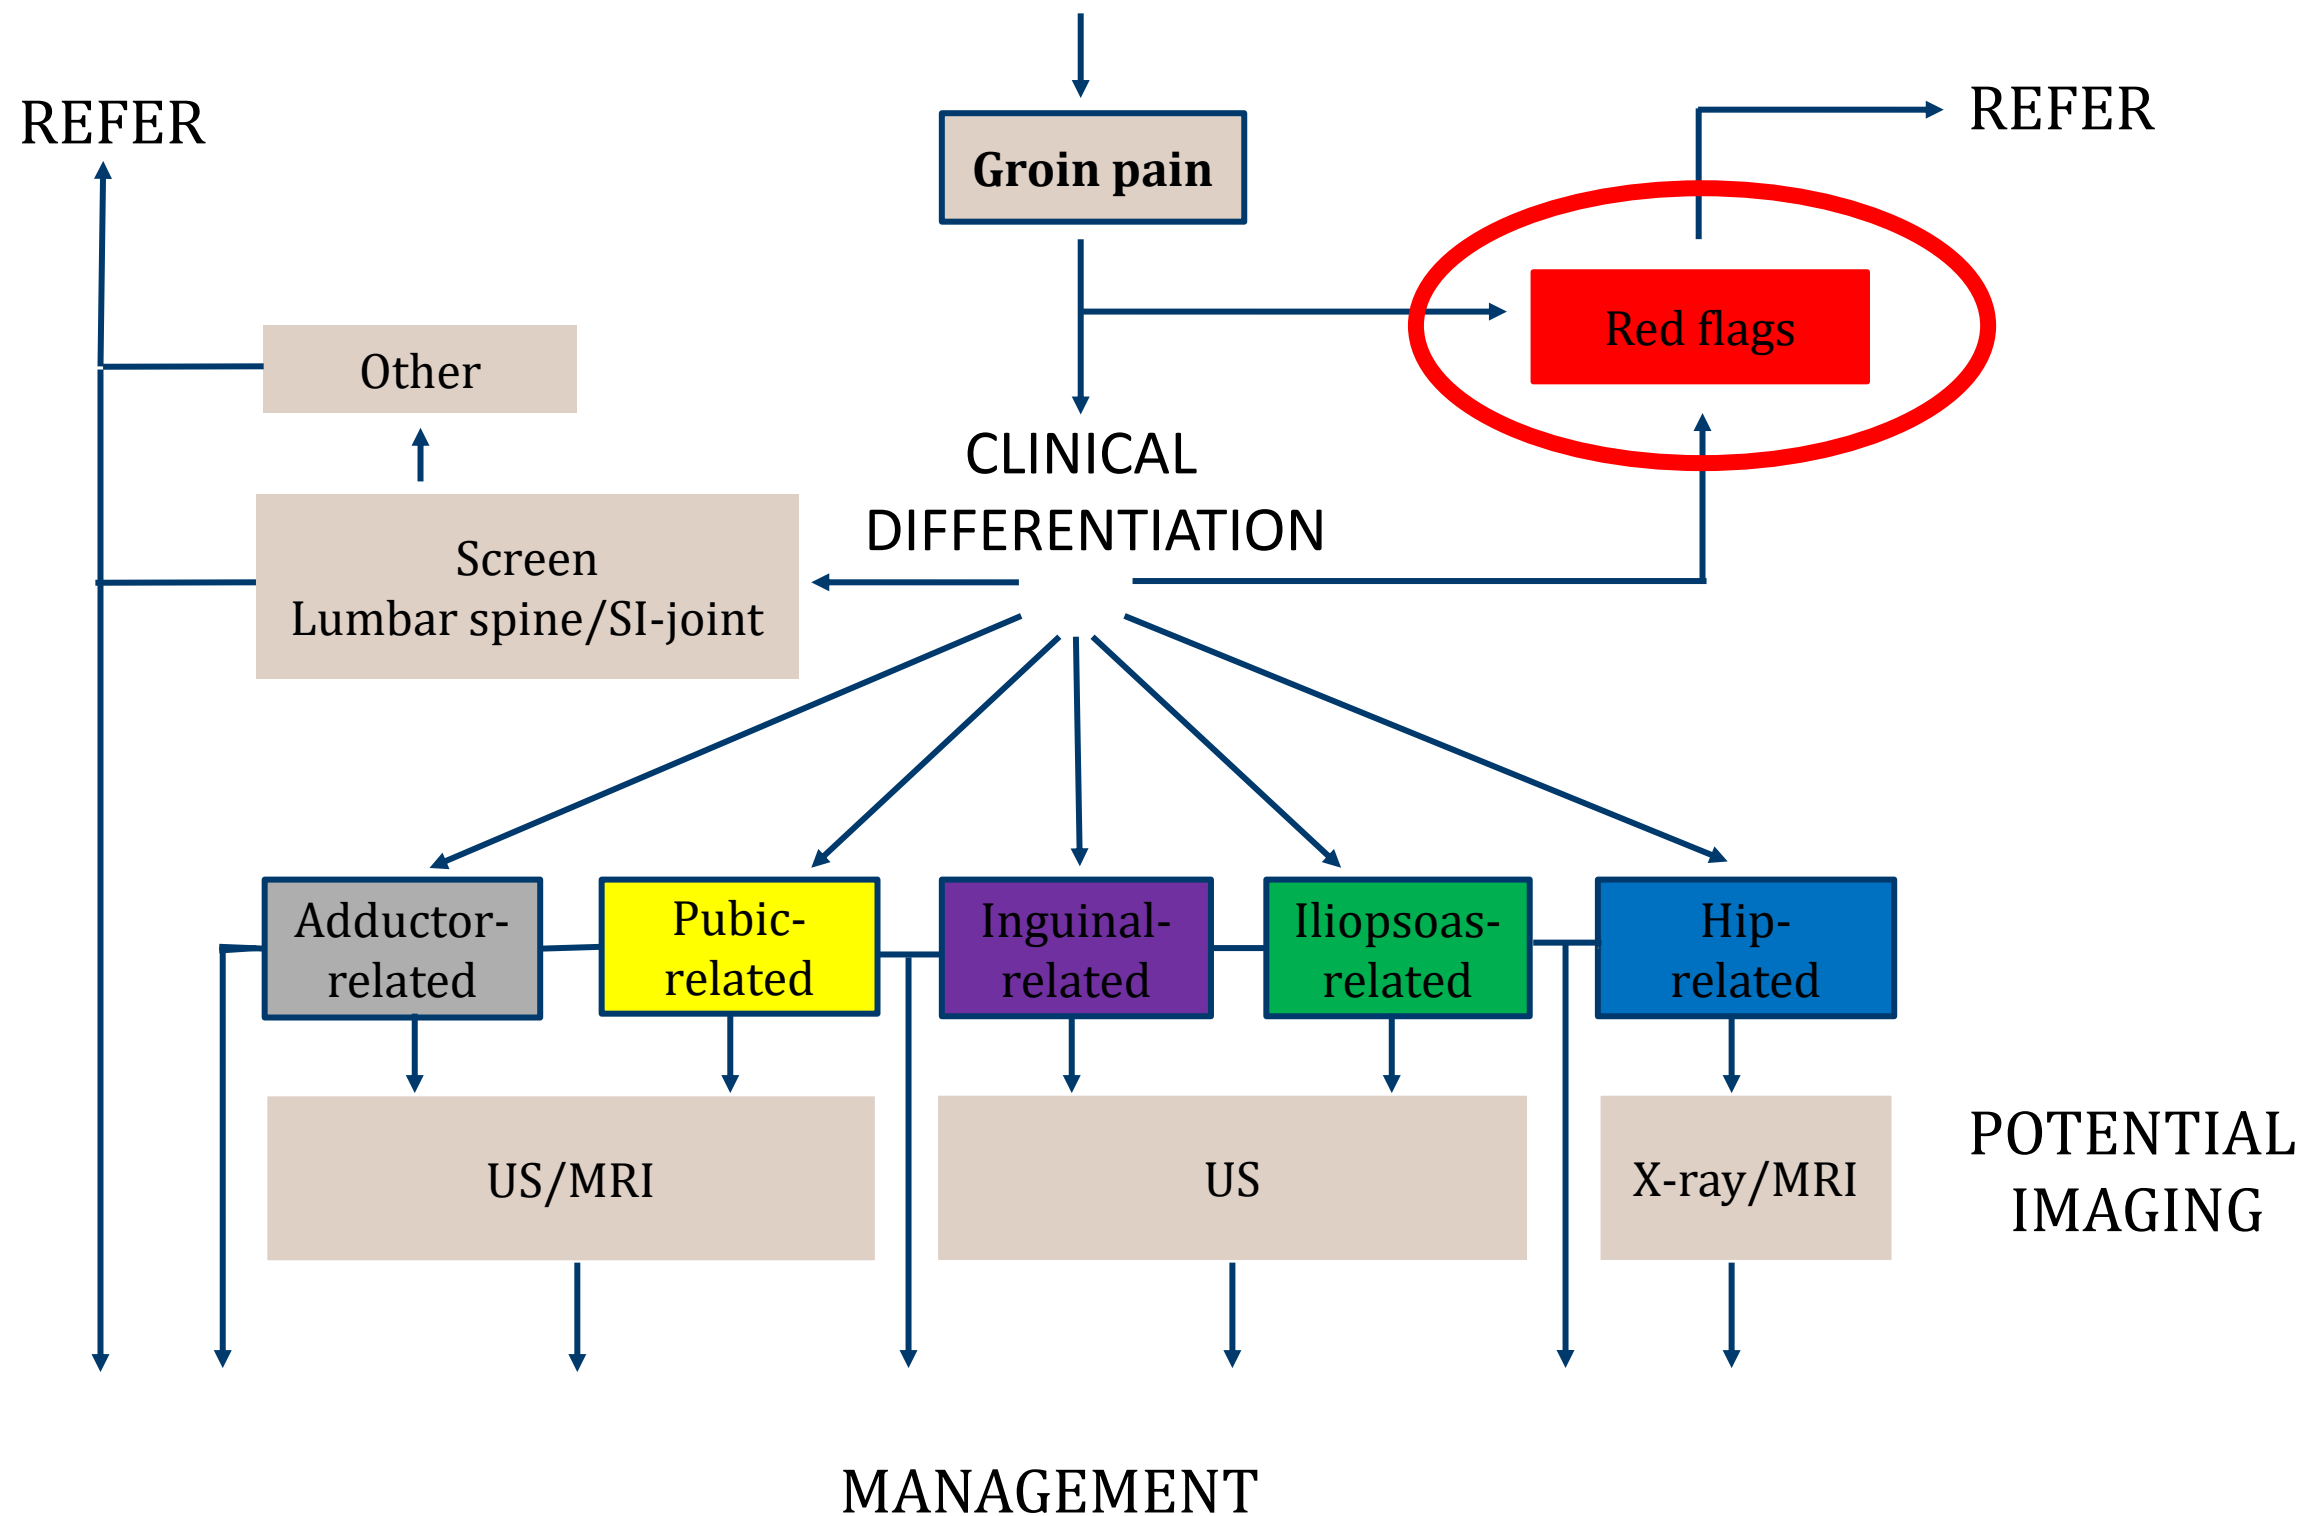 REFER
Groin pain
REFER
Red flags
Other
CLINICAL
DIFFERENTIATION
Screen
Lumbar spine/SI-joint
Adductor-
related
Pubic-
related
Inguinal-
related
Iliopsoas-
related
Hip-
related
US/MRI
US
X-ray/MRI
POTENTIAL
IMAGING
MANAGEMENT